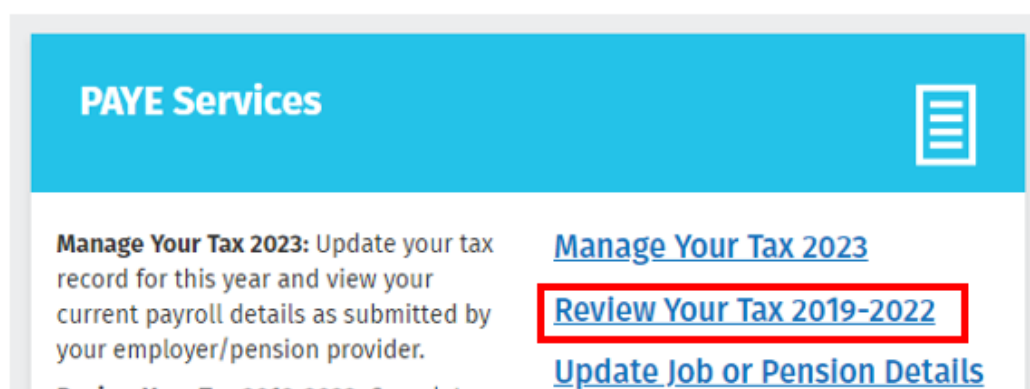 PAYE Services
Manage Your Tax 2023: Update your tax
record for this year and view your
current payroll details as submitted by
your employer/pension provider.
Manage Your Tax 2023
Review Your Tax 2019-2022
Update Job or Pension Details